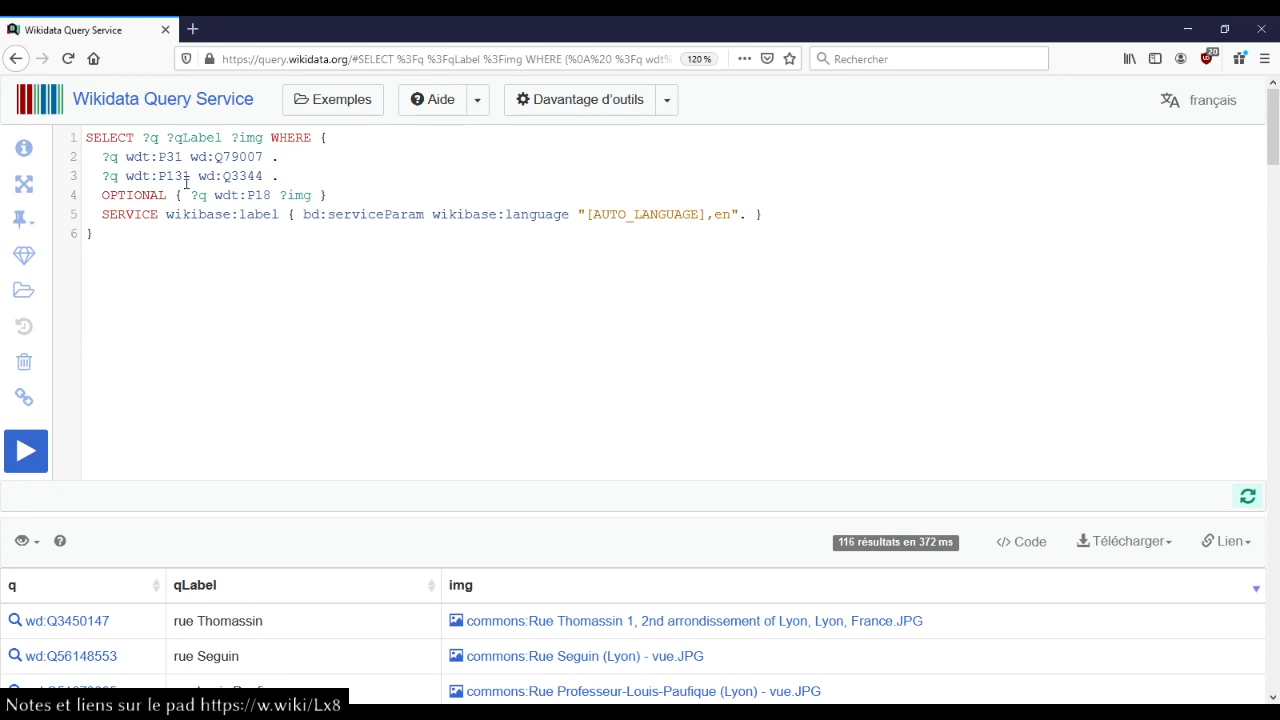 Wikidata Query Service
https://query.wikidata.org/#SELECT %3Fq %3FqLabel %3Fimg WHERE {%0A%20 %3Fq wdt%
120 %
Rechercher
20
Wikidata Query Service
Exemples
Aide
Davantage d'outils
français
1 SELECT ?q ?qLabel ?img WHERE {
2 ?q wdt:P31 wd:Q79007 .
3 ?q wdt:P131 wd:Q3344 .
4 OPTIONAL { ?q wdt:P18 ?img }
5 SERVICE wikibase:label { bd:serviceParam wikibase:language "[AUTO_LANGUAGE],en". }
6 }
116 résultats en 372 ms
</> Code
Télécharger
Lien
q qLabel img
wd:Q3450147 rue Thomassin commons:Rue Thomassin 1, 2nd arrondissement of Lyon, Lyon, France.JPG
wd:Q56148553 rue Seguin commons:Rue Seguin (Lyon) - vue.JPG
commons:Rue Professeur-Louis-Paufique (Lyon) - vue.JPG
Notes et liens sur le pad https://w.wiki/Lx8